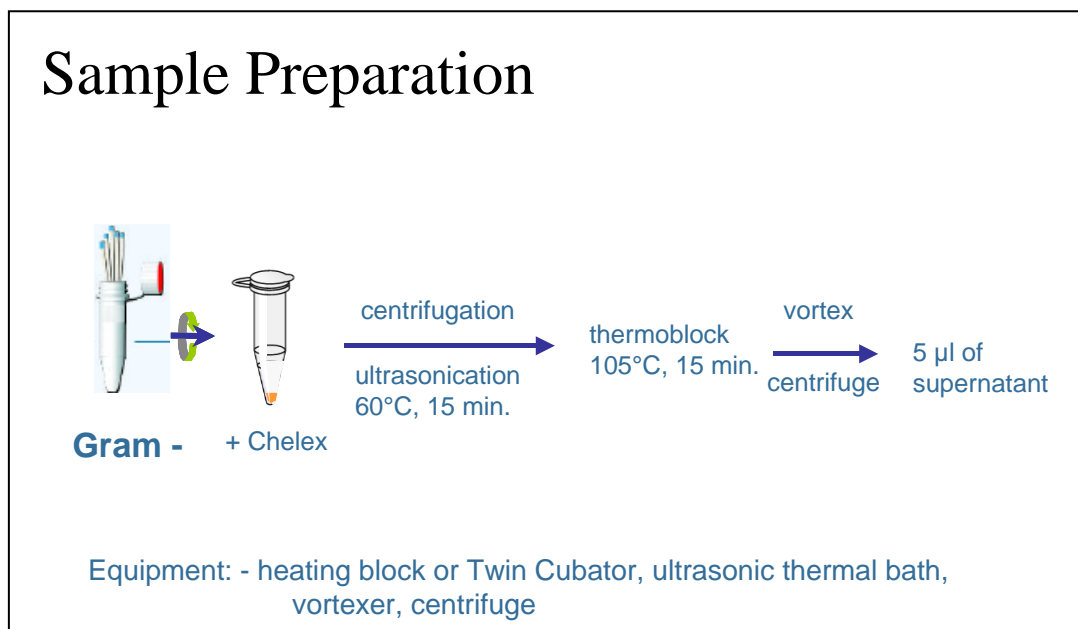 Sample Preparation
Gram -
+ Chelex
centrifugation
ultrasonication
60°C, 15 min.
thermoblock
105°C, 15 min.
vortex
centrifuge
5 µl of
supernatant
Equipment: - heating block or Twin Cubator, ultrasonic thermal bath,
vortexer, centrifuge